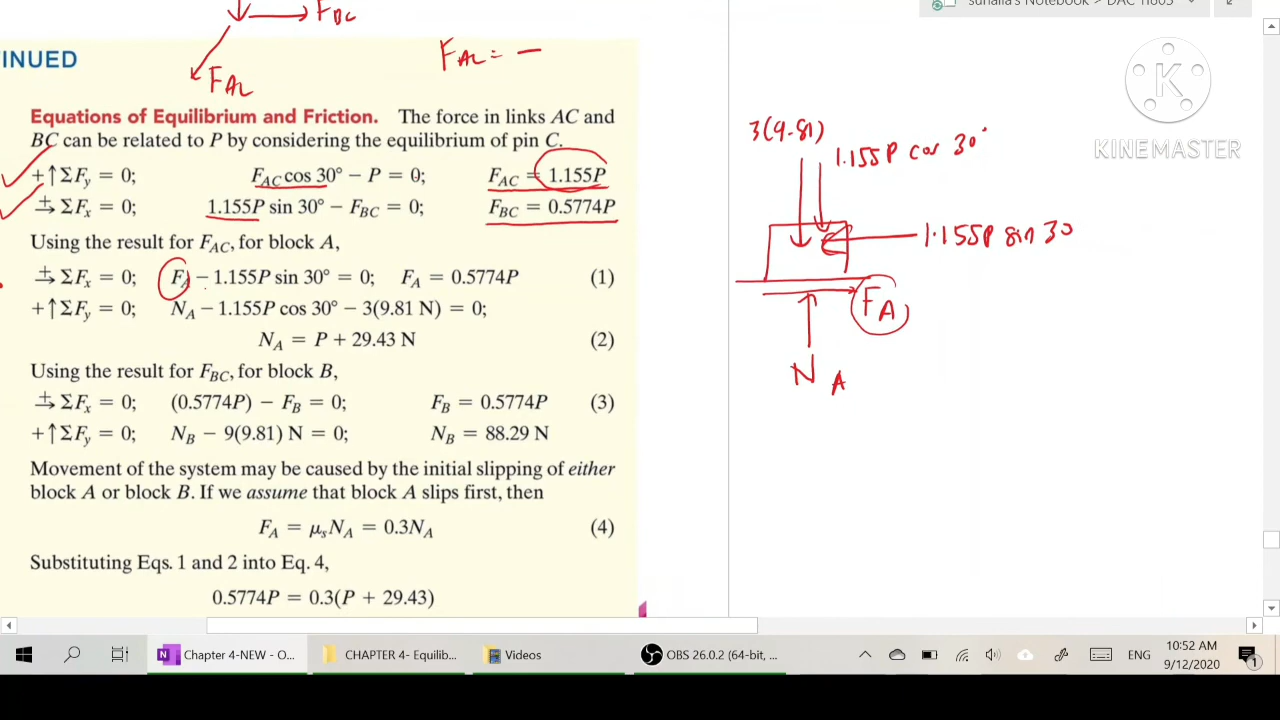 F_BC
suhaila's Notebook > DAC 11803
INUED
F_AC = −
F_AC
K
KINEMASTER
Equations of Equilibrium and Friction. The force in links AC and
BC can be related to P by considering the equilibrium of pin C.
+↑ΣF_y = 0; F_AC cos 30° − P = 0; F_AC = 1.155P
→+ ΣF_x = 0; 1.155P sin 30° − F_BC = 0; F_BC = 0.5774P
Using the result for F_AC, for block A,
→+ ΣF_x = 0; F_A − 1.155P sin 30° = 0; F_A = 0.5774P (1)
+↑ΣF_y = 0; N_A − 1.155P cos 30° − 3(9.81 N) = 0;
N_A = P + 29.43 N (2)
Using the result for F_BC, for block B,
→+ ΣF_x = 0; (0.5774P) − F_B = 0; F_B = 0.5774P (3)
+↑ΣF_y = 0; N_B − 9(9.81) N = 0; N_B = 88.29 N
Movement of the system may be caused by the initial slipping of either
block A or block B. If we assume that block A slips first, then
F_A = μ_s N_A = 0.3N_A (4)
Substituting Eqs. 1 and 2 into Eq. 4,
0.5774P = 0.3(P + 29.43)
3(9.81)
1.155P cos 30°
1.155P sin 30
F_A
N_A
Chapter 4-NEW - O...
CHAPTER 4- Equilib...
Videos
OBS 26.0.2 (64-bit, ...
ENG
10:52 AM
9/12/2020
1